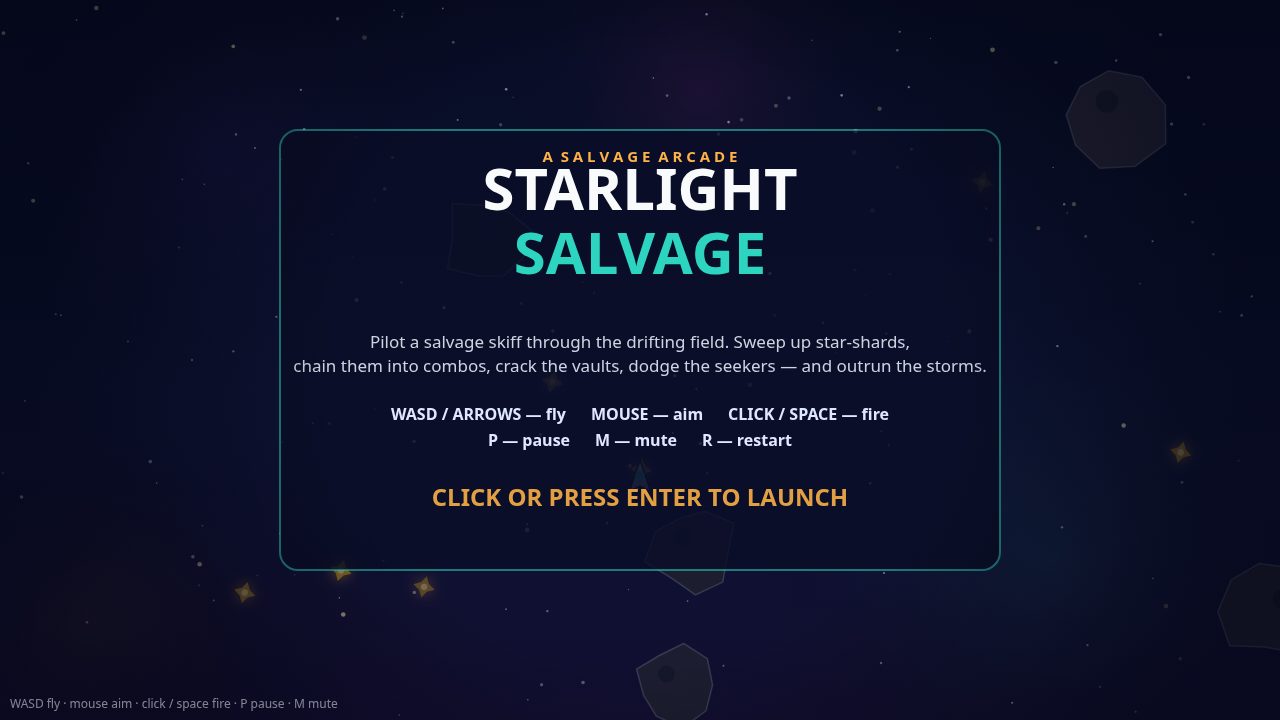 A SALVAGE ARCADE
STARLIGHT
SALVAGE
Pilot a salvage skiff through the drifting field. Sweep up star-shards,
chain them into combos, crack the vaults, dodge the seekers — and outrun the storms.
WASD / ARROWS — fly MOUSE — aim CLICK / SPACE — fire
P — pause M — mute R — restart
CLICK OR PRESS ENTER TO LAUNCH
WASD fly · mouse aim · click / space fire · P pause · M mute